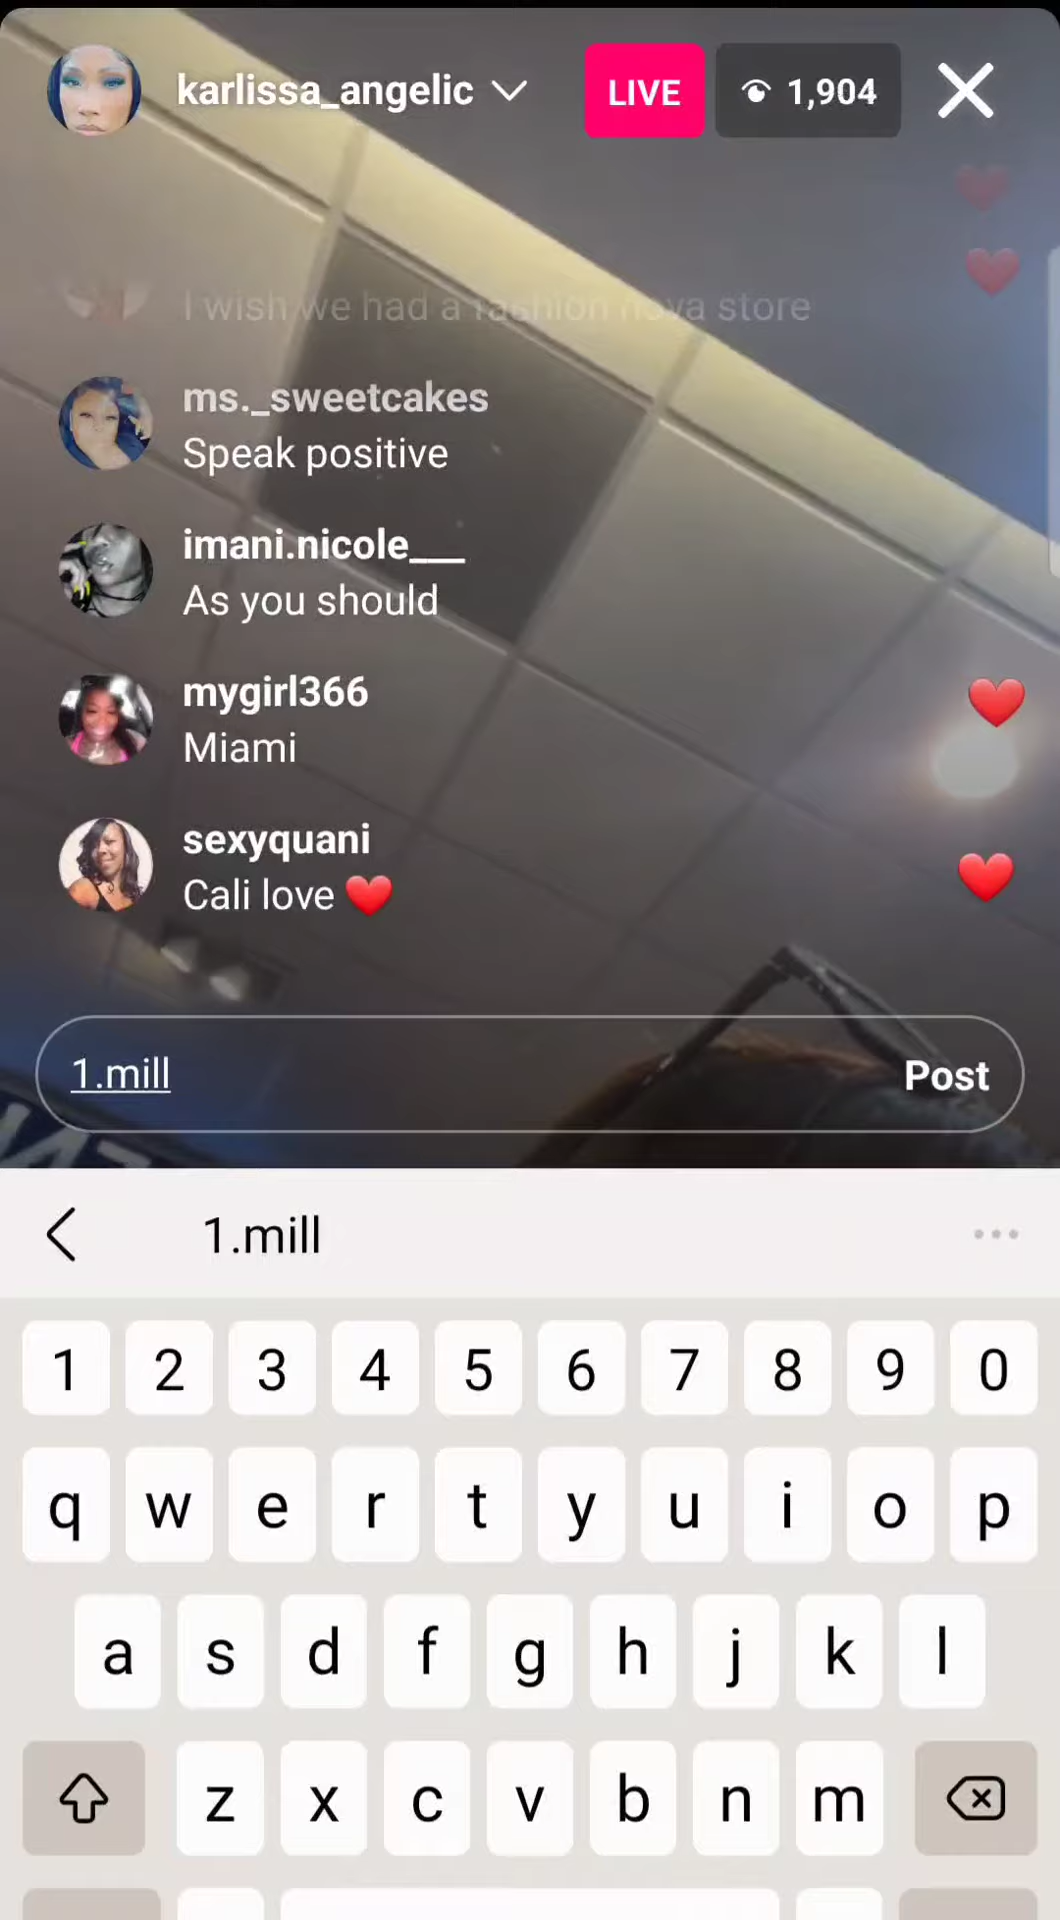 karlissa_angelic
LIVE
1,904
I wish we had a fashion nova store
ms._sweetcakes
Speak positive
imani.nicole___
As you should
mygirl366
Miami
sexyquani
Cali love ❤️
1.mill
Post
1.mill
1 2 3 4 5 6 7 8 9 0
q w e r t y u i o p
a s d f g h j k l
z x c v b n m